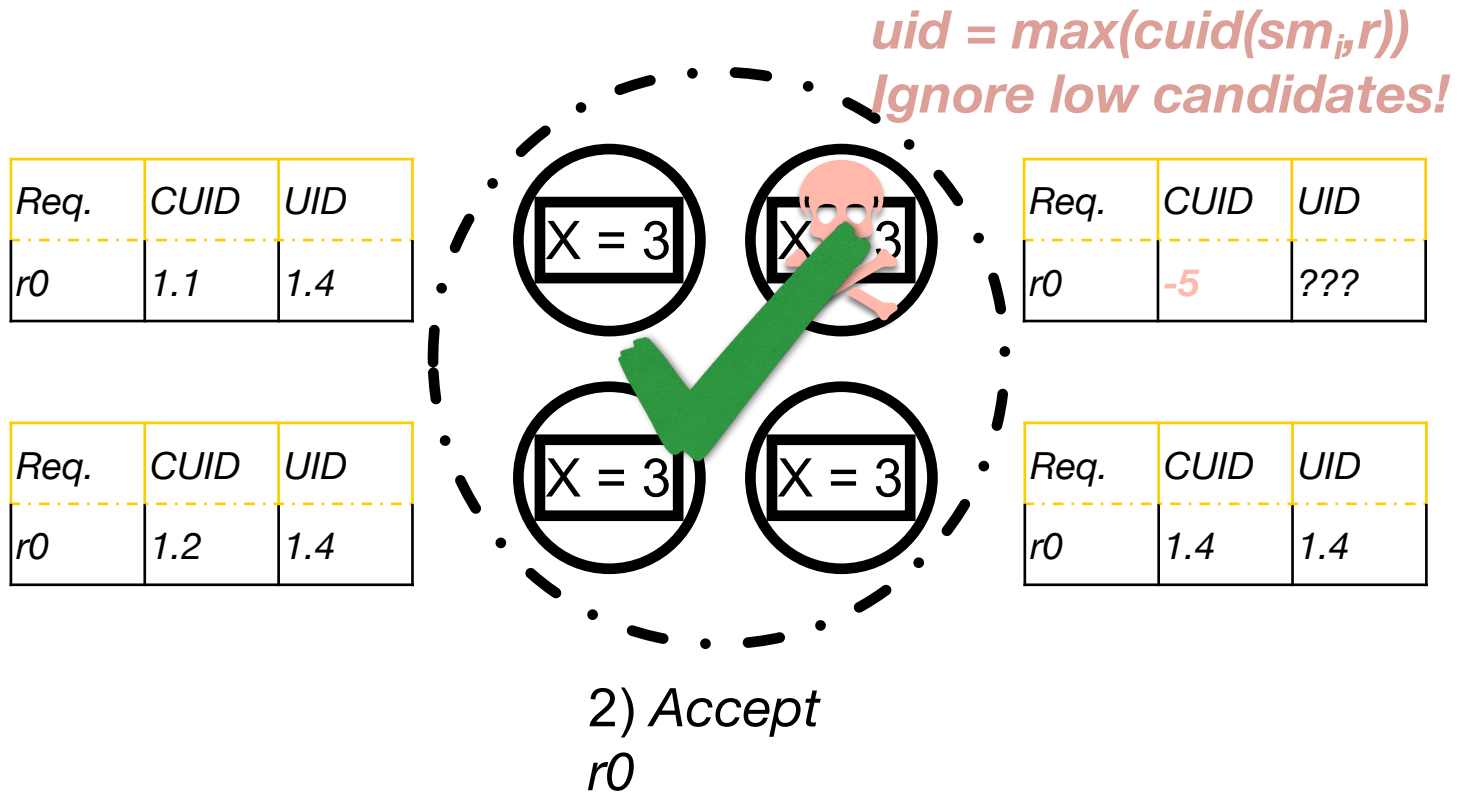 uid = max(cuid(smᵢ,r))
Ignore low candidates!
Req. CUID UID
r0 1.1 1.4
X = 3
X 3
Req. CUID UID
r0 -5 ???
Req. CUID UID
r0 1.2 1.4
X = 3
X = 3
Req. CUID UID
r0 1.4 1.4
2) Accept
r0